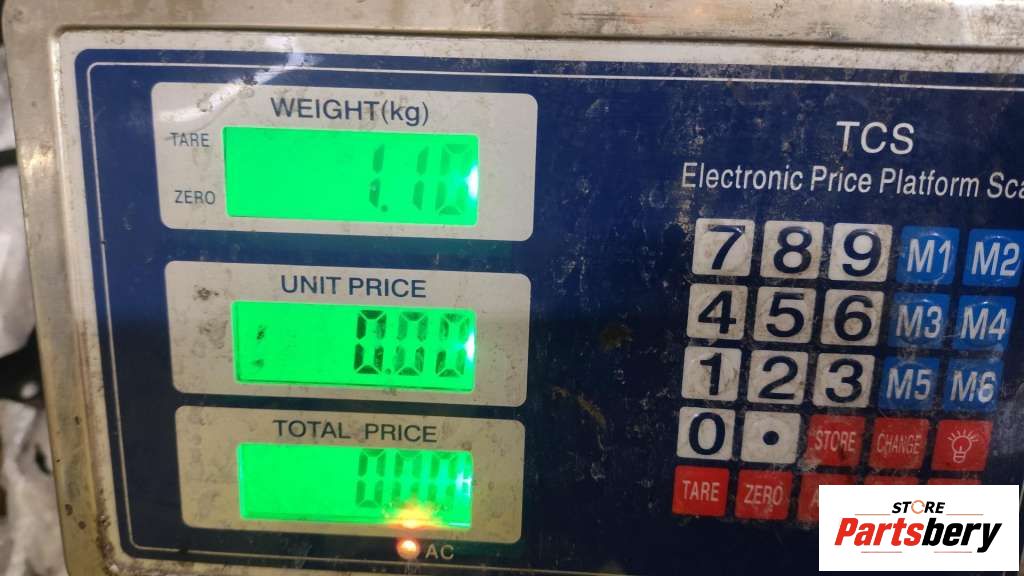 WEIGHT(kg)
TARE
ZERO
1.10
UNIT PRICE
0.00
TOTAL PRICE
000
AC
TCS
Electronic Price Platform Sca
7 8 9 M1 M2
4 5 6 M3 M4
1 2 3 M5 M6
0 . STORE CHANGE
TARE ZERO
STORE
Partsbery